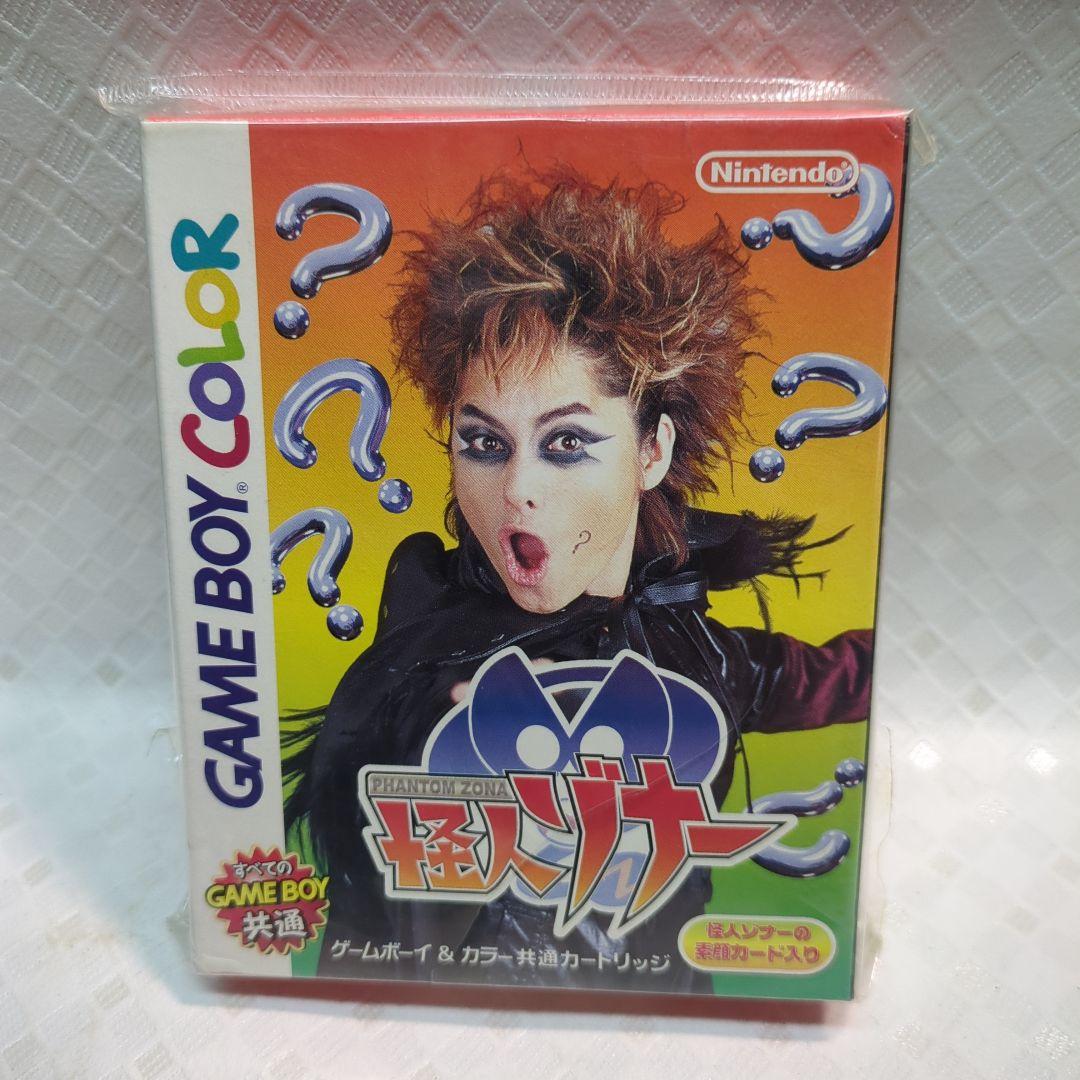 Nintendo®
GAME BOY® COLOR
PHANTOM ZONA
怪人ゾナー
すべての
GAME BOY
共通
ゲームボーイ & カラー共通カートリッジ
怪人ゾナーの
素顔カード入り